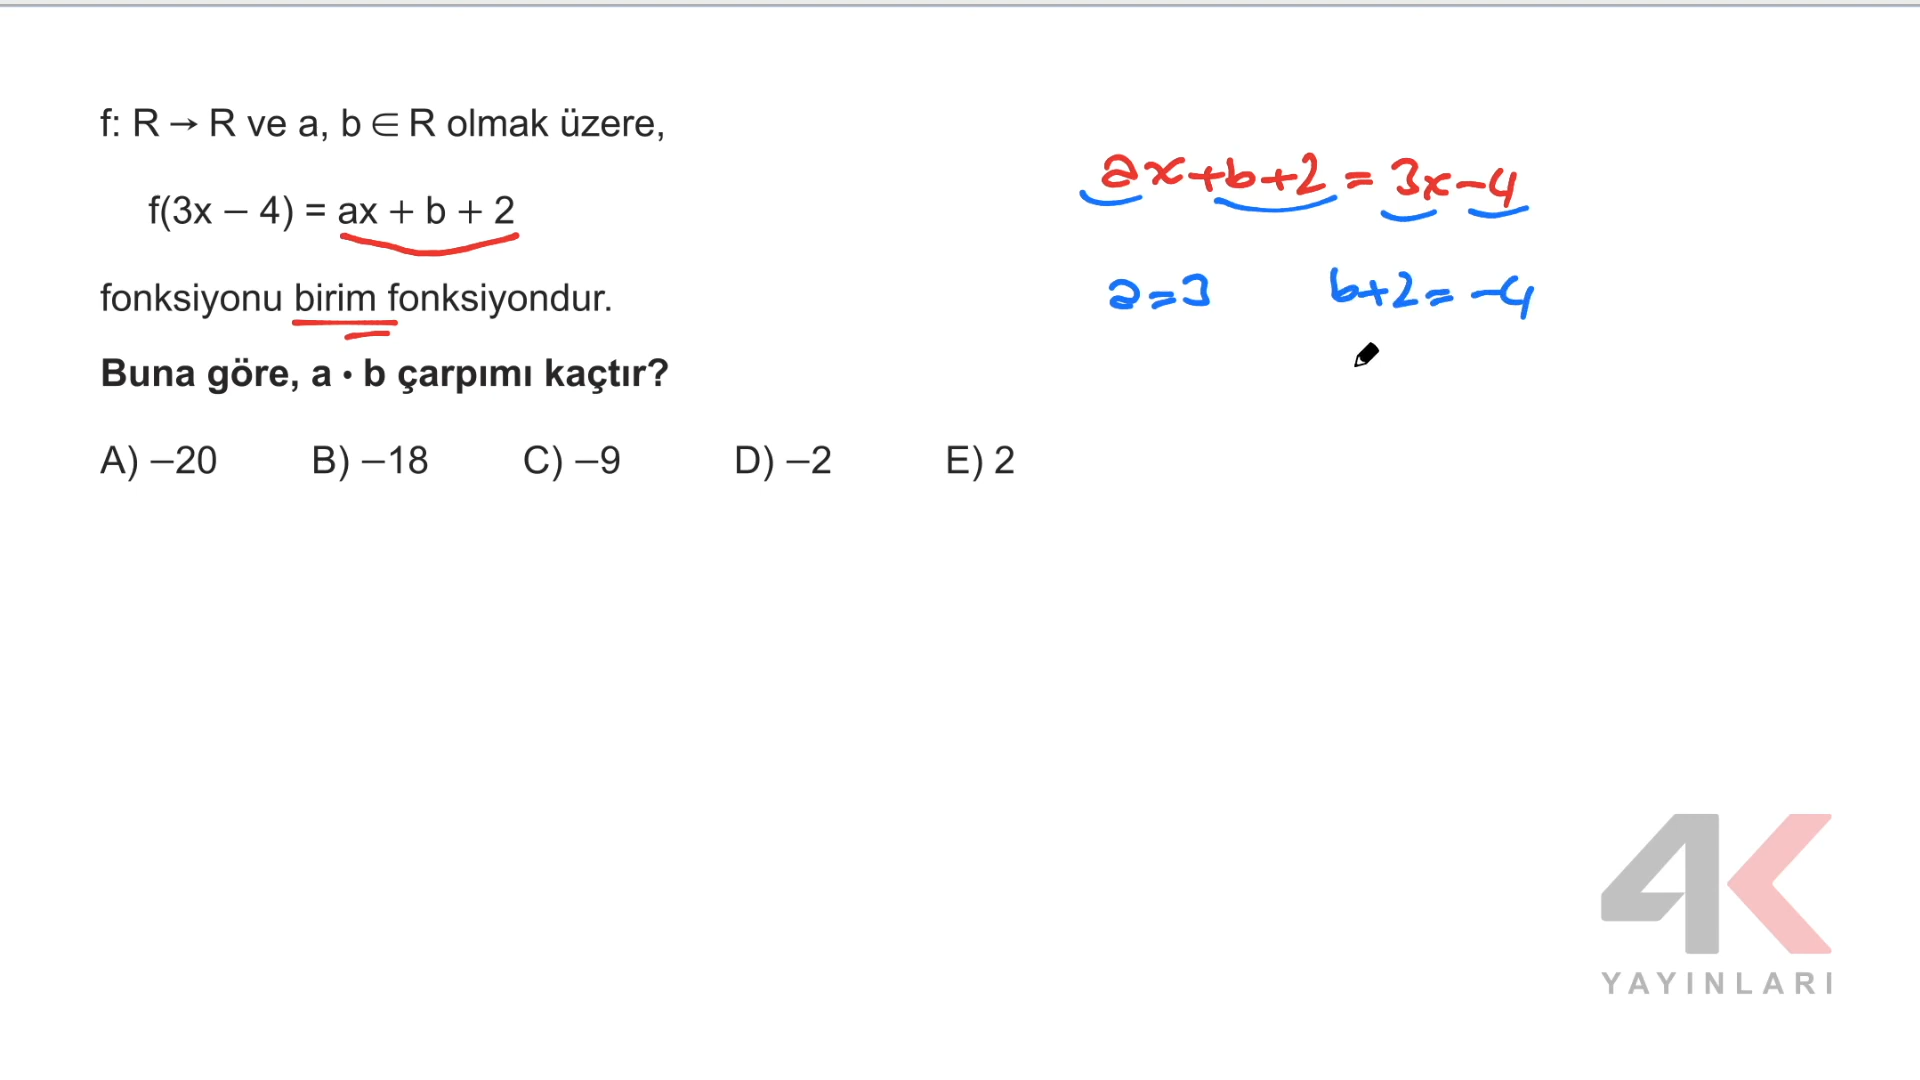 f: R → R ve a, b ∈ R olmak üzere,
f(3x – 4) = ax + b + 2
fonksiyonu birim fonksiyondur.
Buna göre, a · b çarpımı kaçtır?
A) –20 B) –18 C) –9 D) –2 E) 2
ax+b+2 = 3x-4
a=3 b+2=-4
4K
YAYINLARI